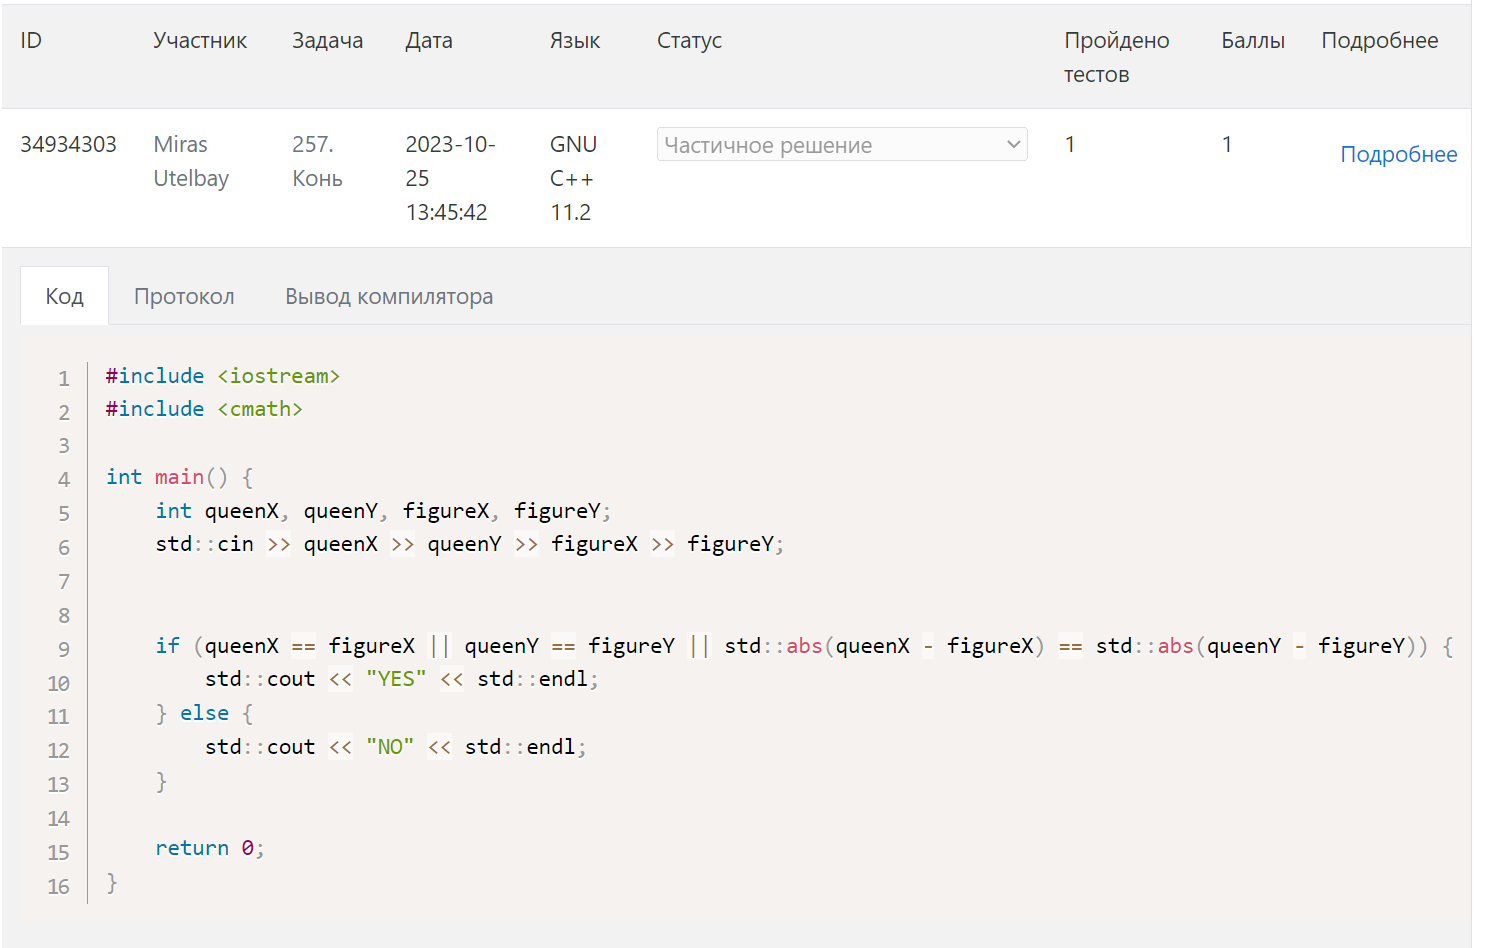 ID Участник Задача Дата Язык Статус Пройдено тестов Баллы Подробнее
34934303 Miras Utelbay 257. Конь 2023-10-25 13:45:42 GNU C++ 11.2 Частичное решение 1 1 Подробнее
Код Протокол Вывод компилятора
1 #include <iostream>
2 #include <cmath>
3
4 int main() {
5     int queenX, queenY, figureX, figureY;
6     std::cin >> queenX >> queenY >> figureX >> figureY;
7
8
9     if (queenX == figureX || queenY == figureY || std::abs(queenX - figureX) == std::abs(queenY - figureY)) {
10         std::cout << "YES" << std::endl;
11     } else {
12         std::cout << "NO" << std::endl;
13     }
14
15     return 0;
16 }